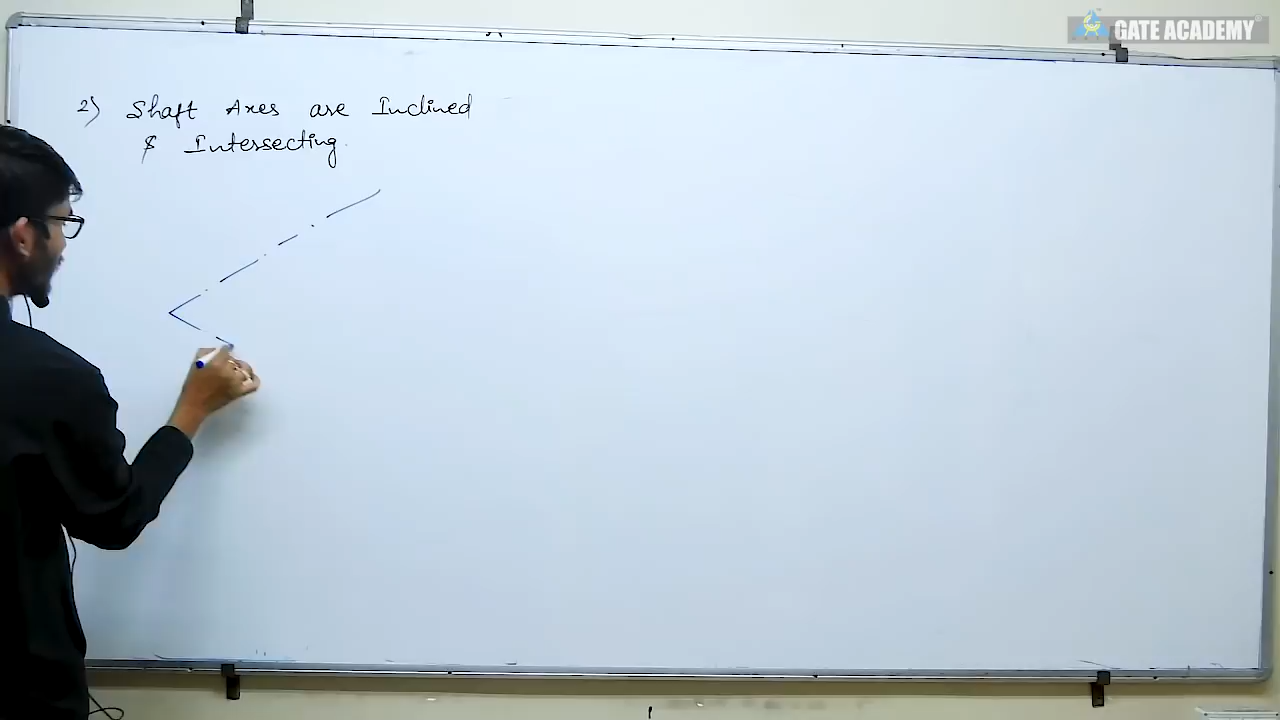 GATE ACADEMY
2) Shaft Axes are Inclined
& Intersecting.